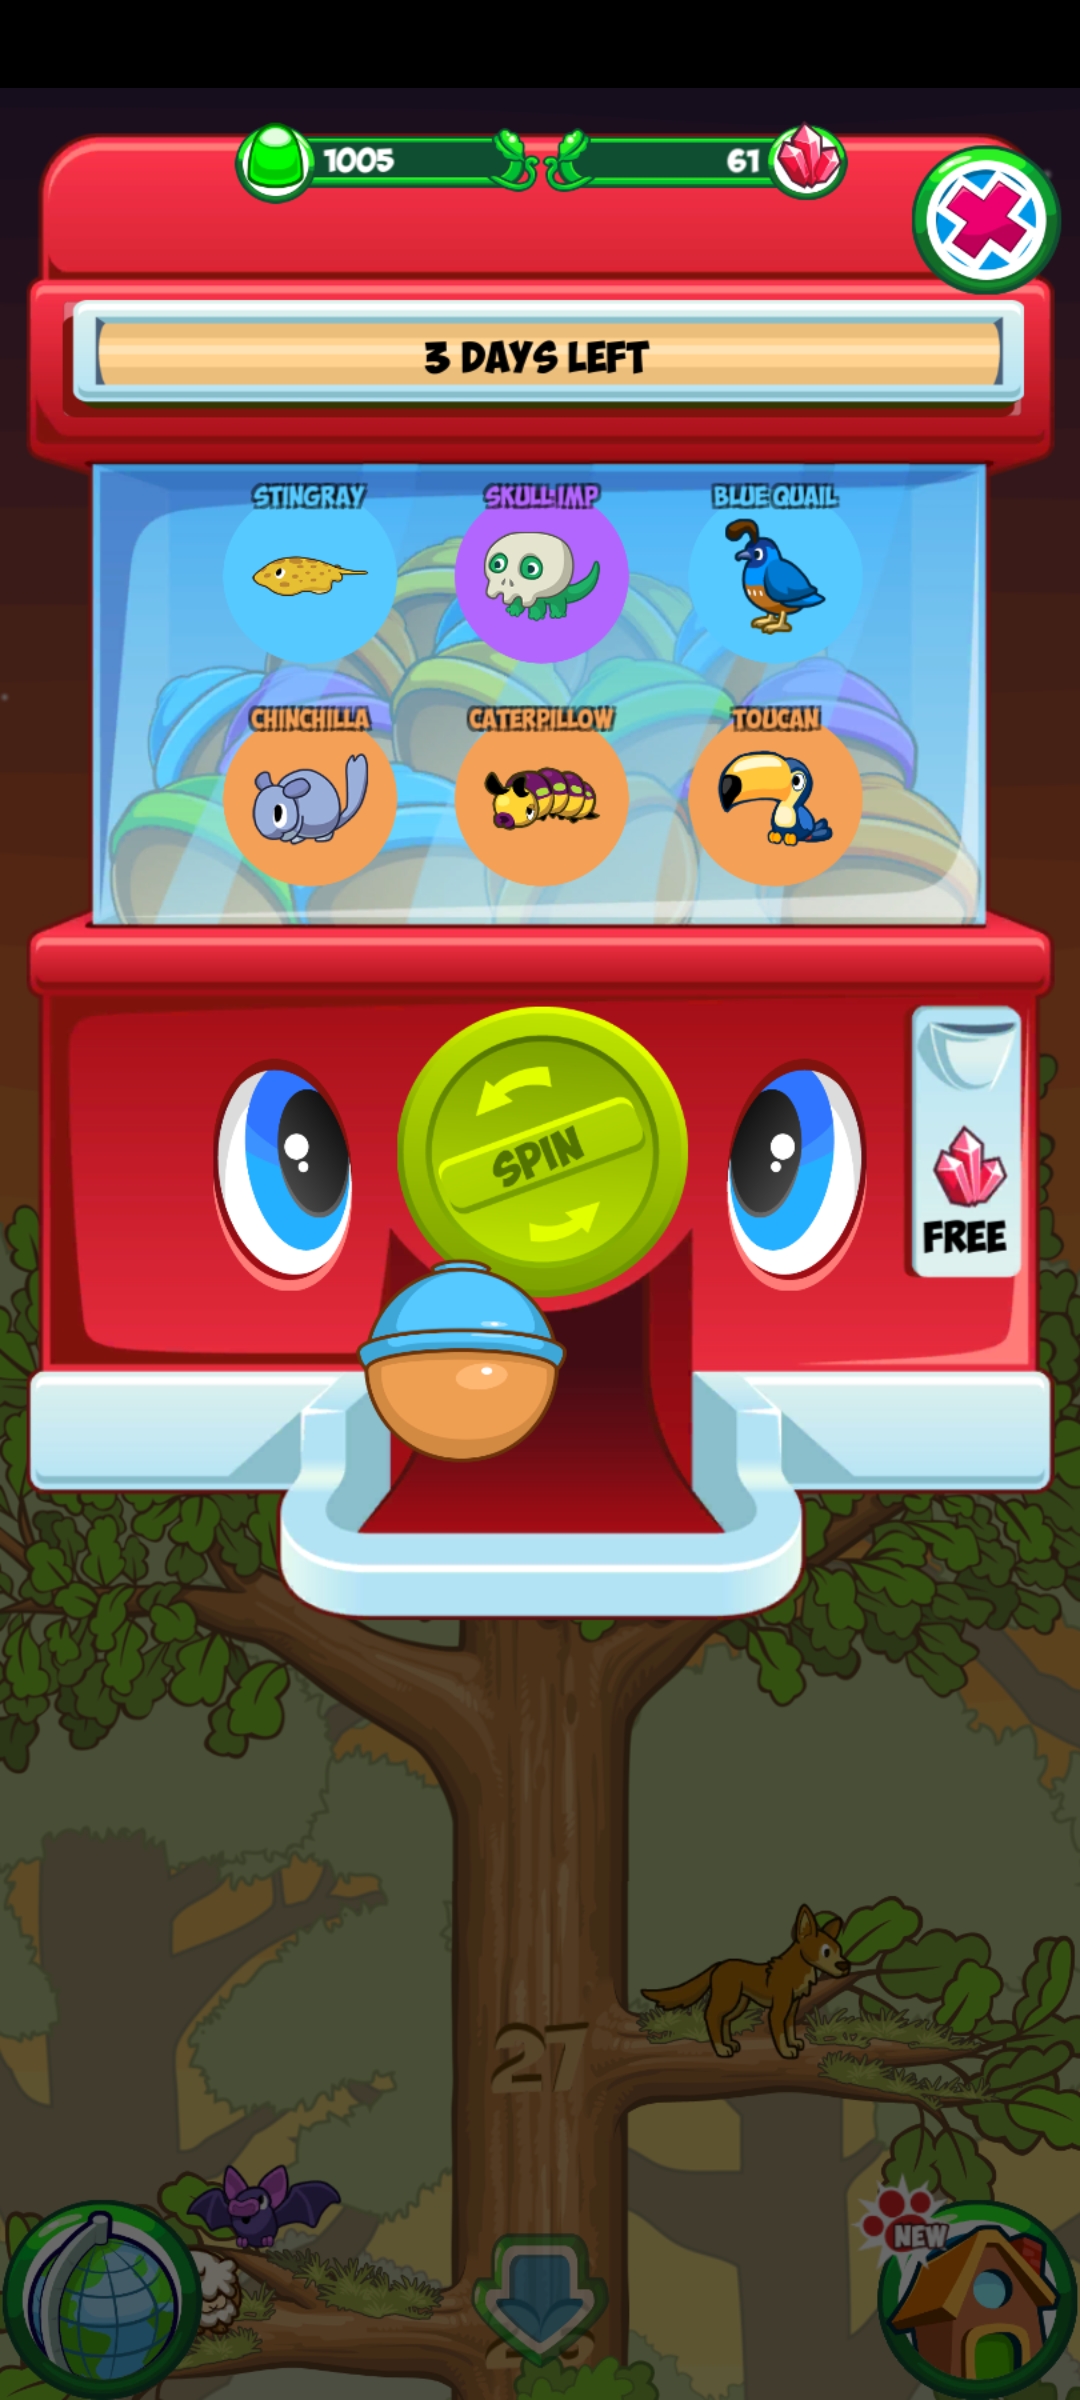 1005
61
3 DAYS LEFT
STINGRAY
SKULL IMP
BLUE QUAIL
CHINCHILLA
CATERPILLOW
TOUCAN
SPIN
FREE
27
NEW